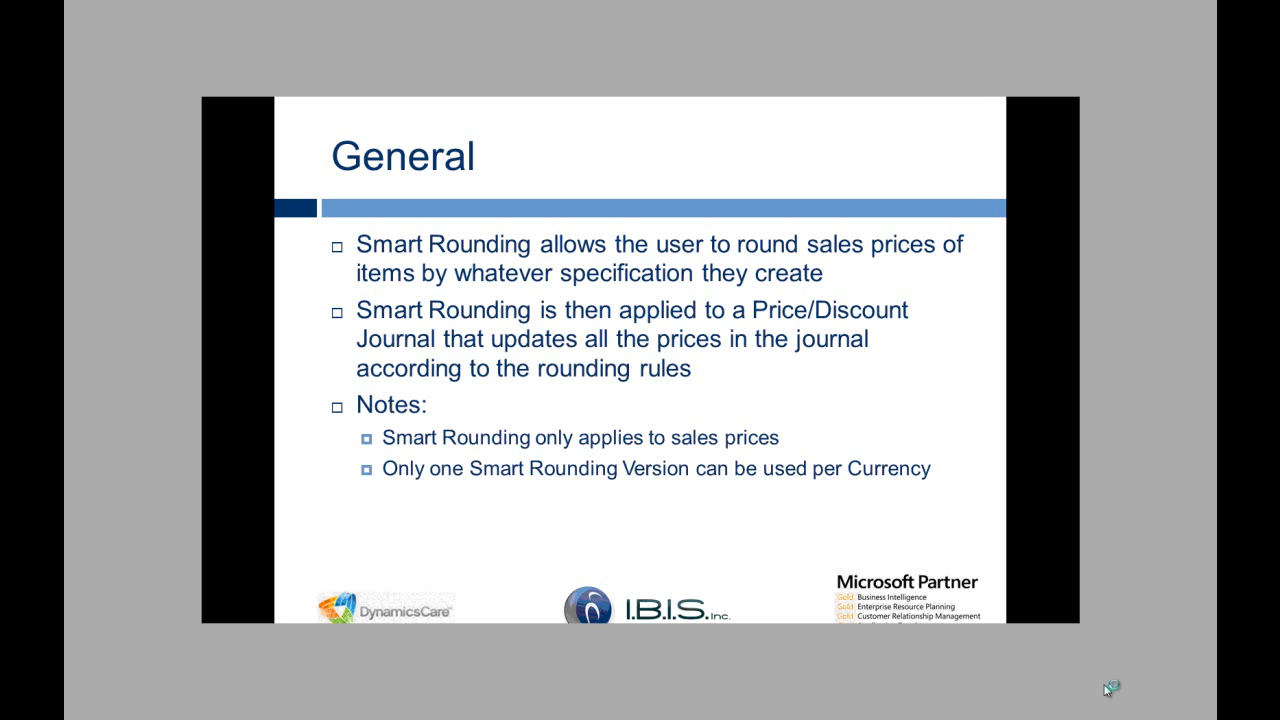 General
Smart Rounding allows the user to round sales prices of
items by whatever specification they create
Smart Rounding is then applied to a Price/Discount
Journal that updates all the prices in the journal
according to the rounding rules
Notes:
Smart Rounding only applies to sales prices
Only one Smart Rounding Version can be used per Currency
DynamicsCare™
I.B.I.S. Inc.
Microsoft Partner
Gold Business Intelligence
Gold Enterprise Resource Planning
Gold Customer Relationship Management